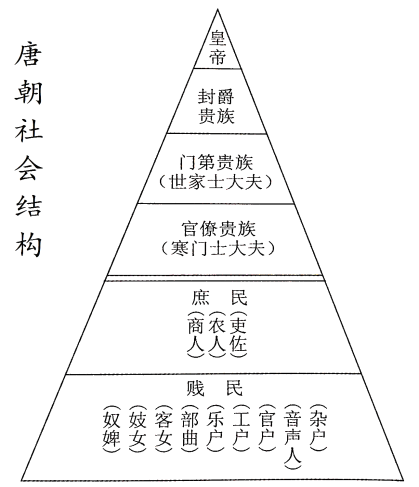 唐朝社会结构
皇
帝
封爵
贵族
门第贵族
（世家士大夫）
官僚贵族
（寒门士大夫）
庶 民
（吏佐）
（农人）
（商人）
贱 民
（杂户）
（音声人）
（官户）
（工户）
（乐户）
（部曲）
（客女）
（妓女）
（奴婢）